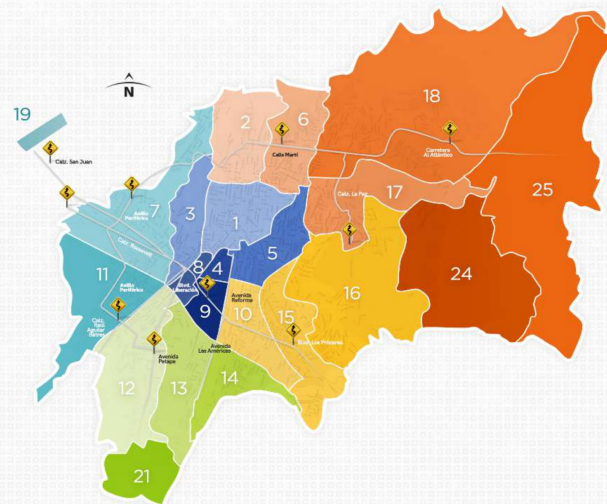 N
19
Calz. San Juan
2
6
Calle Martí
18
Carretera
Al Atlántico
7
Anillo
Periférico
3
1
Calz. La Paz
17
25
Calz. Roosevelt
5
11
8
4
Blvd.
Liberación
Avenida
Reforma
16
24
Anillo
Periférico
Calz.
Raúl
Aguilar
Batres
9
10
15
Blvd. Los Próceres
Avenida
Petapa
Avenida
Las Américas
12
13
14
21